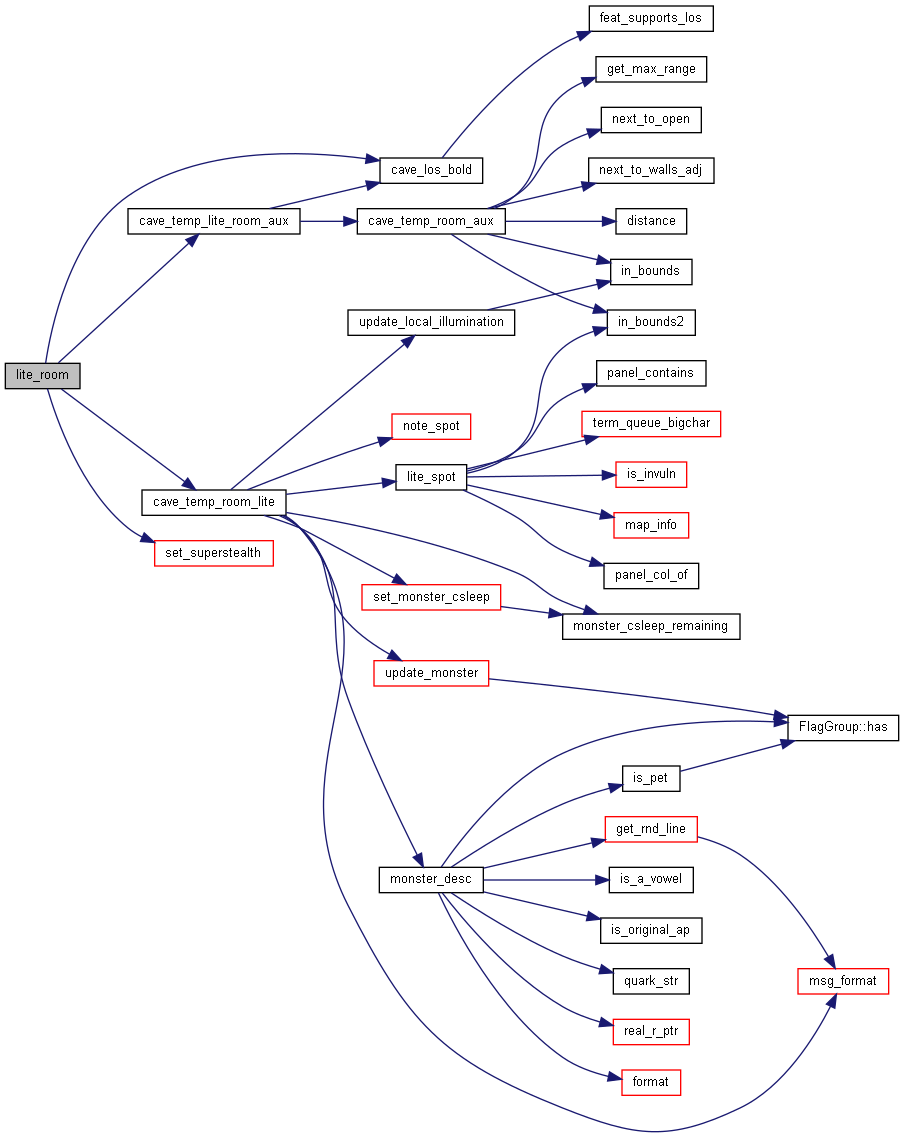 feat_supports_los
get_max_range
next_to_open
cave_los_bold
next_to_walls_adj
cave_temp_lite_room_aux
cave_temp_room_aux
distance
in_bounds
update_local_illumination
in_bounds2
lite_room
panel_contains
note_spot
term_queue_bigchar
lite_spot
is_invuln
cave_temp_room_lite
map_info
set_superstealth
panel_col_of
set_monster_csleep
monster_csleep_remaining
update_monster
FlagGroup::has
is_pet
get_rnd_line
monster_desc
is_a_vowel
is_original_ap
quark_str
msg_format
real_r_ptr
format